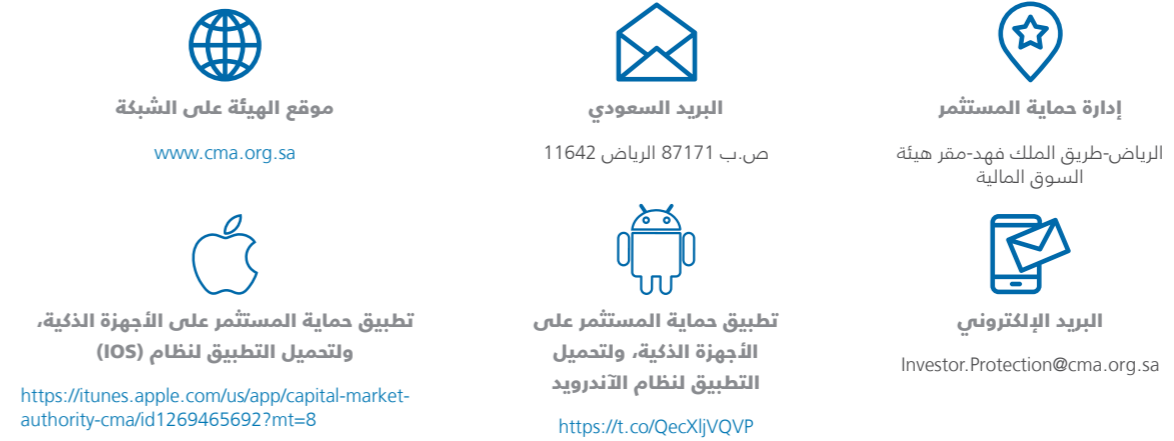 إدارة حماية المستثمر
الرياض-طريق الملك فهد-مقر هيئة
السوق المالية
البريد السعودي
ص.ب 87171 الرياض 11642
موقع الهيئة على الشبكة
www.cma.org.sa
البريد الإلكتروني
Investor.Protection@cma.org.sa
تطبيق حماية المستثمر على
الأجهزة الذكية، ولتحميل
التطبيق لنظام الآندرويد
https://t.co/QecXljVQVP
تطبيق حماية المستثمر على الأجهزة الذكية،
ولتحميل التطبيق لنظام (IOS)
https://itunes.apple.com/us/app/capital-market-
authority-cma/id1269465692?mt=8